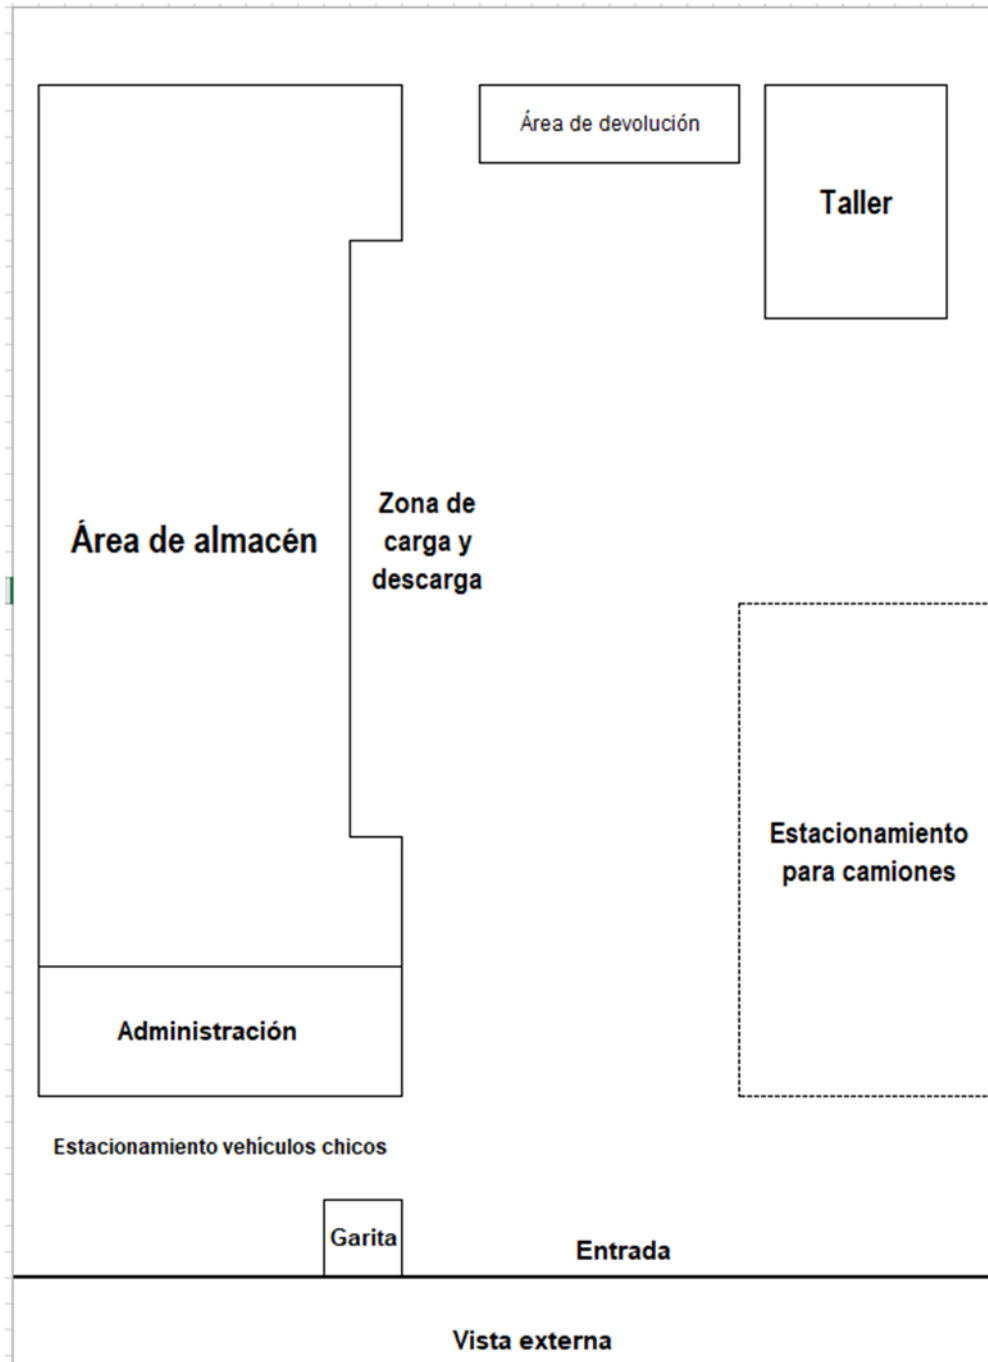 Área de devolución
Taller
Zona de
carga y
descarga
Área de almacén
Estacionamiento
para camiones
Administración
Estacionamiento vehículos chicos
Garita
Entrada
Vista externa